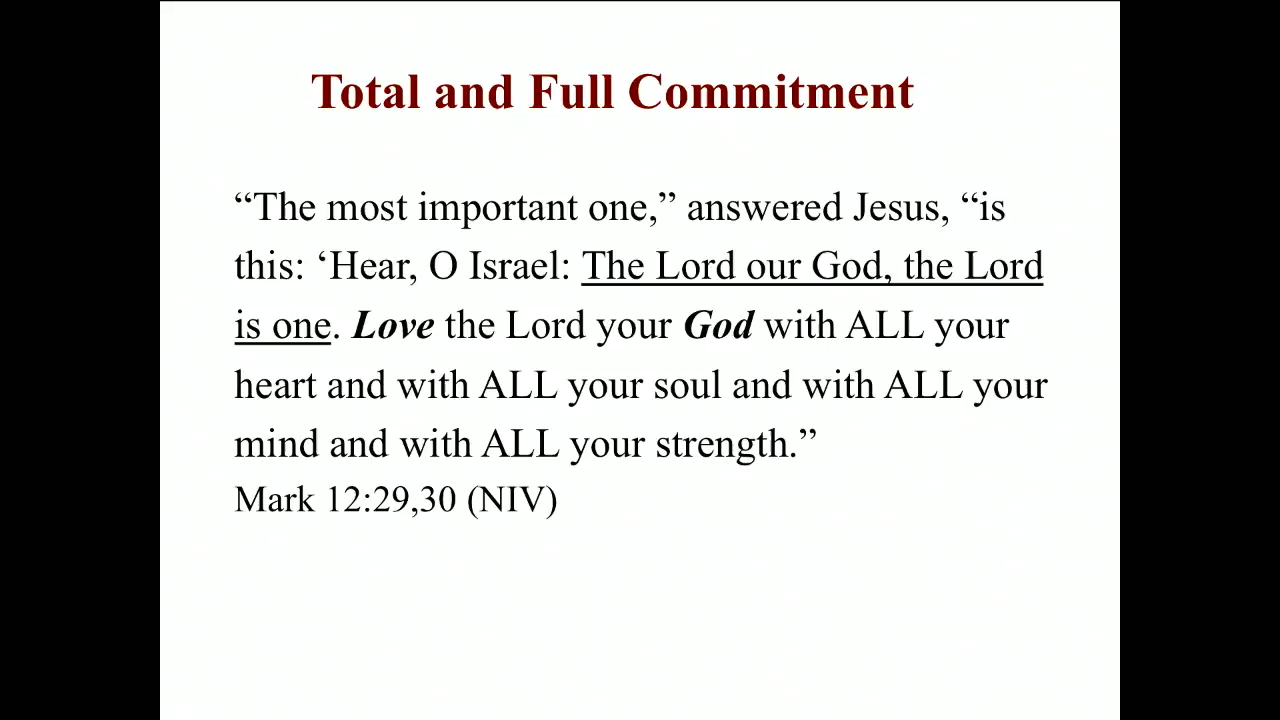 Total and Full Commitment
“The most important one,” answered Jesus, “is
this: ‘Hear, O Israel: The Lord our God, the Lord
is one. Love the Lord your God with ALL your
heart and with ALL your soul and with ALL your
mind and with ALL your strength.”
Mark 12:29,30 (NIV)